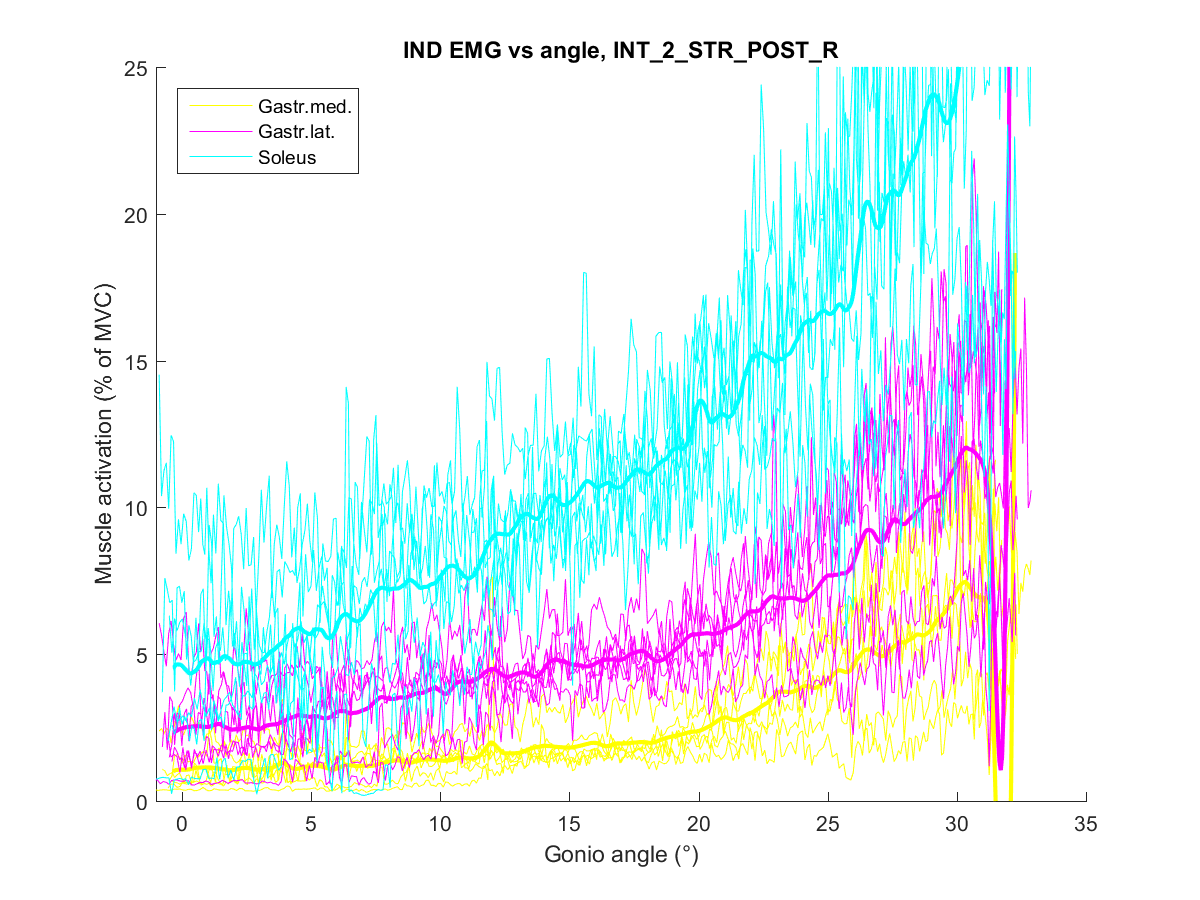 IND EMG vs angle, INT_2_STR_POST_R
25
20
15
10
5
0
Muscle activation (% of MVC)
Gastr.med.
Gastr.lat.
Soleus
0 5 10 15 20 25 30 35
Gonio angle (°)